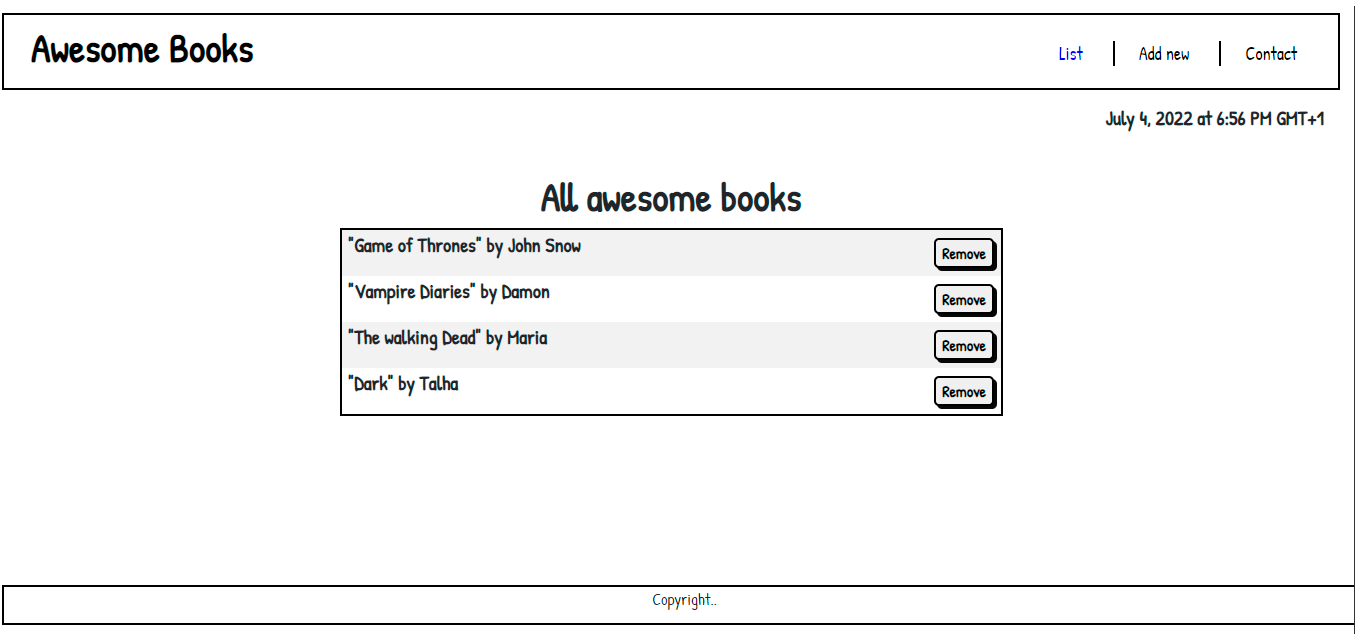 Awesome Books
List
Add new
Contact
July 4, 2022 at 6:56 PM GMT+1
All awesome books
"Game of Thrones" by John Snow
Remove
"Vampire Diaries" by Damon
Remove
"The walking Dead" by Maria
Remove
"Dark" by Talha
Remove
Copyright..